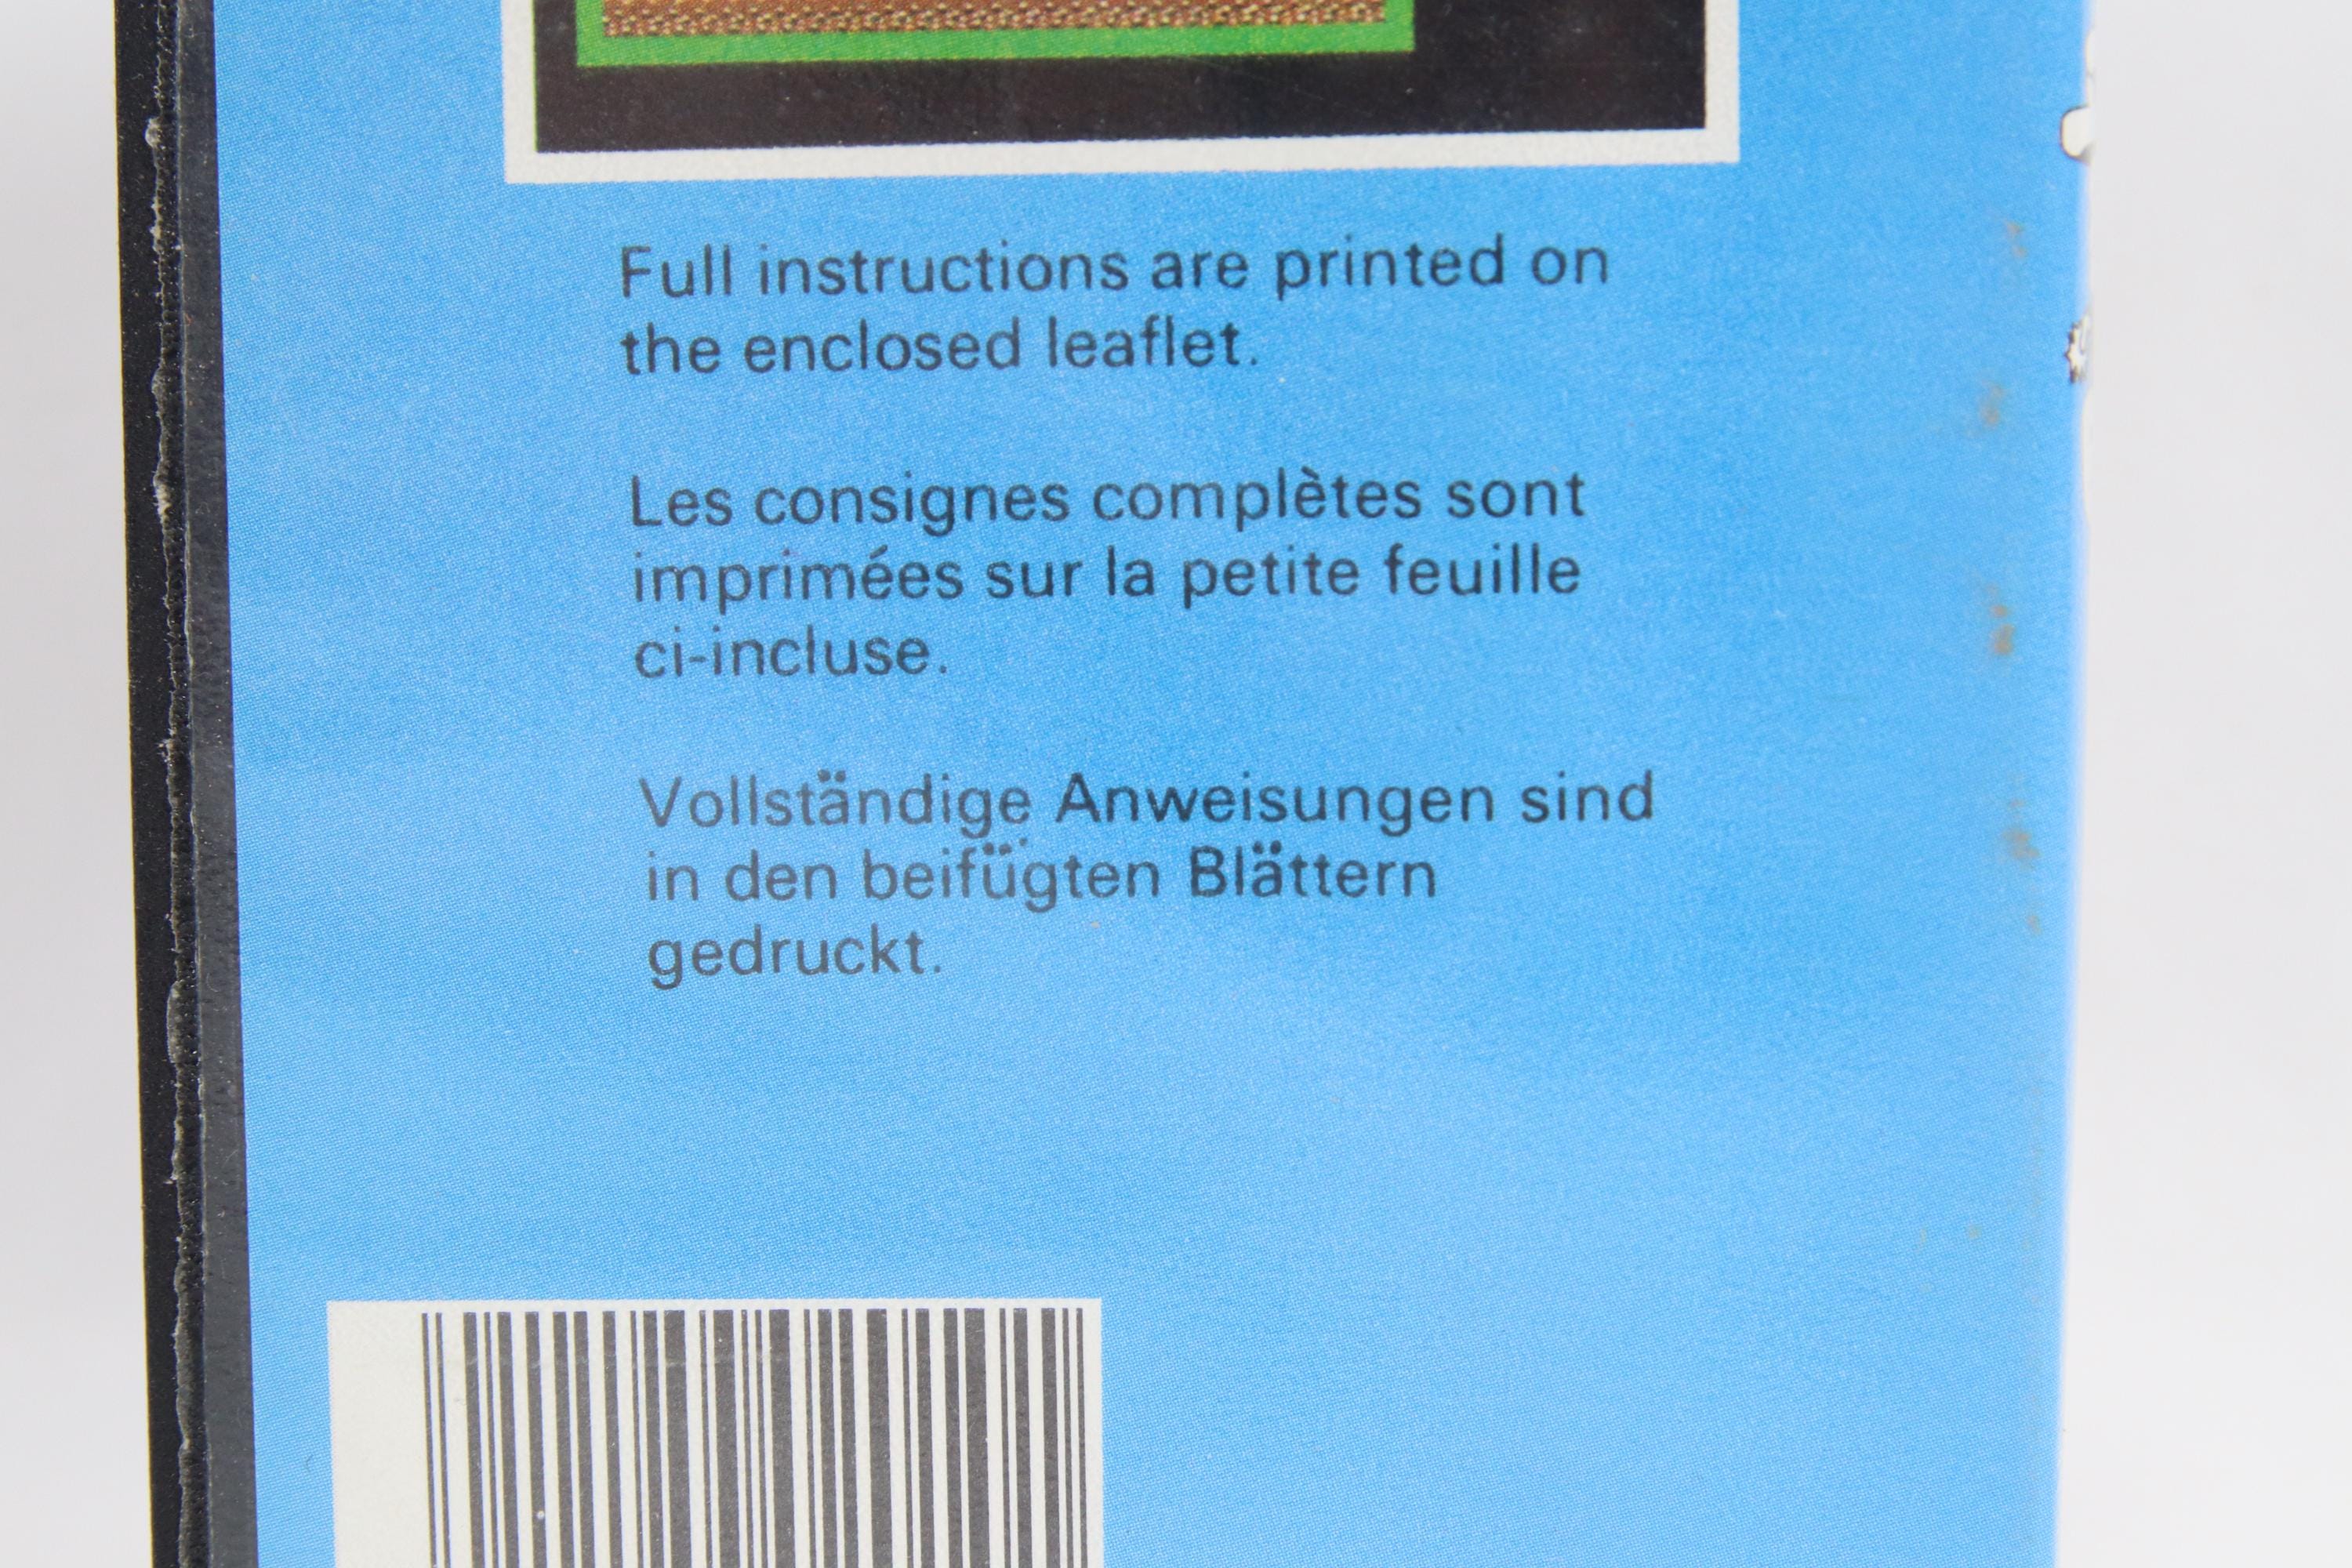 Full instructions are printed on
the enclosed leaflet.
Les consignes complètes sont
imprimées sur la petite feuille
ci-incluse.
Vollständige Anweisungen sind
in den beifügten Blättern
gedruckt.